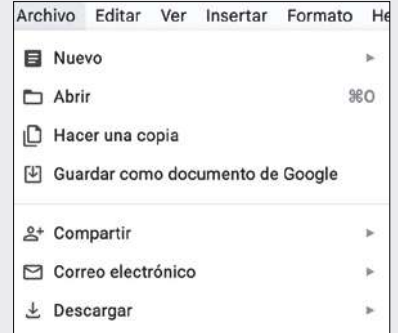 Archivo Editar Ver Insertar Formato He
Nuevo
Abrir ⌘O
Hacer una copia
Guardar como documento de Google
Compartir
Correo electrónico
Descargar